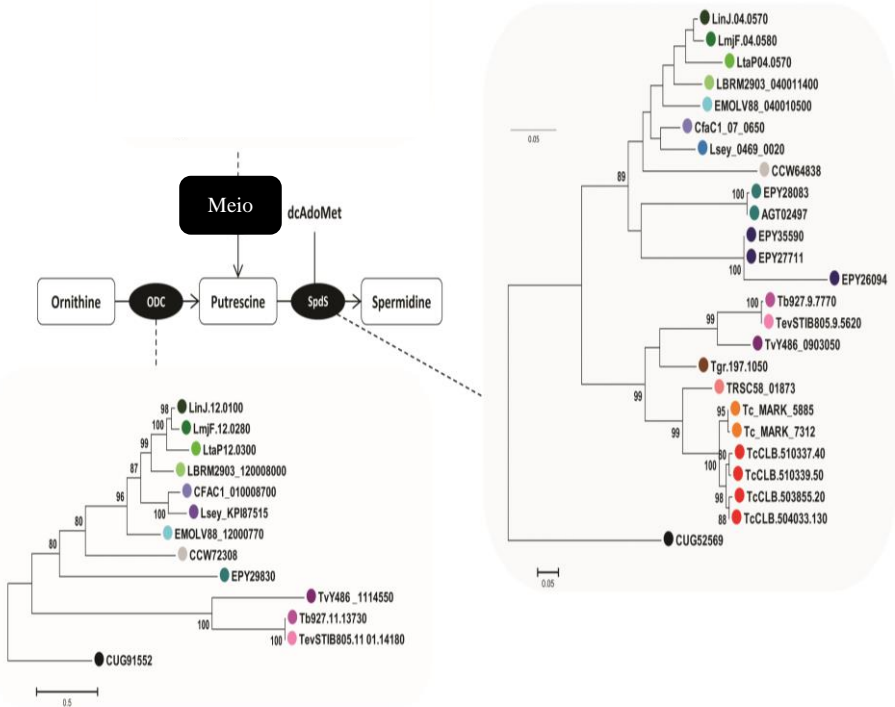 Meio
dcAdoMet
Ornithine
ODC
Putrescine
SpdS
Spermidine
LinJ.12.0100
98
100
LmjF.12.0280
99
LtaP12.0300
87
LBRM2903_120008000
96
CFAC1_010008700
100
Lsey_KPI87515
80
EMOLV88_12000770
80
CCW72308
EPY29830
TvY486_1114550
100
Tb927.11.13730
100
TevSTIB805.11 01.14180
CUG91552
0.5
LinJ.04.0570
LmjF.04.0580
LtaP04.0570
LBRM2903_040011400
EMOLV88_040010500
0.05
CfaC1_07_0650
Lsey_0469_0020
89
CCW64838
100
EPY28083
AGT02497
EPY35590
EPY27711
100
EPY26094
100
Tb927.9.7770
99
TevSTIB805.9.5620
TvY486_0903050
99
Tgr.197.1050
TRSC58_01873
95
Tc_MARK_5885
99
Tc_MARK_7312
80
TcCLB.510337.40
100
TcCLB.510339.50
98
TcCLB.503855.20
88
TcCLB.504033.130
CUG52569
0.05